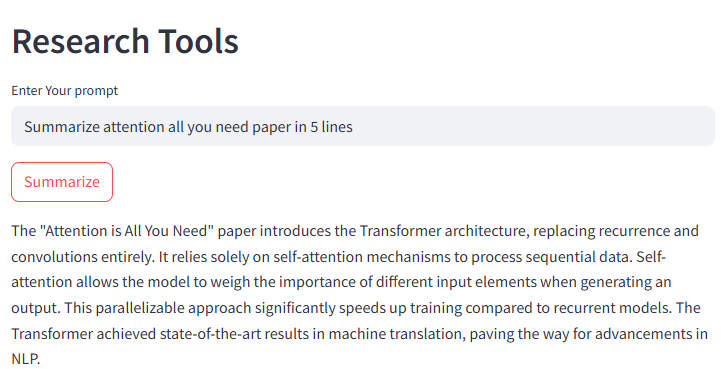 Research Tools
Enter Your prompt
Summarize attention all you need paper in 5 lines
Summarize
The "Attention is All You Need" paper introduces the Transformer architecture, replacing recurrence and
convolutions entirely. It relies solely on self-attention mechanisms to process sequential data. Self-
attention allows the model to weigh the importance of different input elements when generating an
output. This parallelizable approach significantly speeds up training compared to recurrent models. The
Transformer achieved state-of-the-art results in machine translation, paving the way for advancements in
NLP.